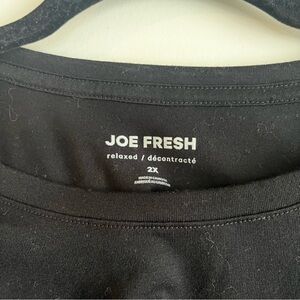 JOE FRESH
relaxed / décontracté
2X